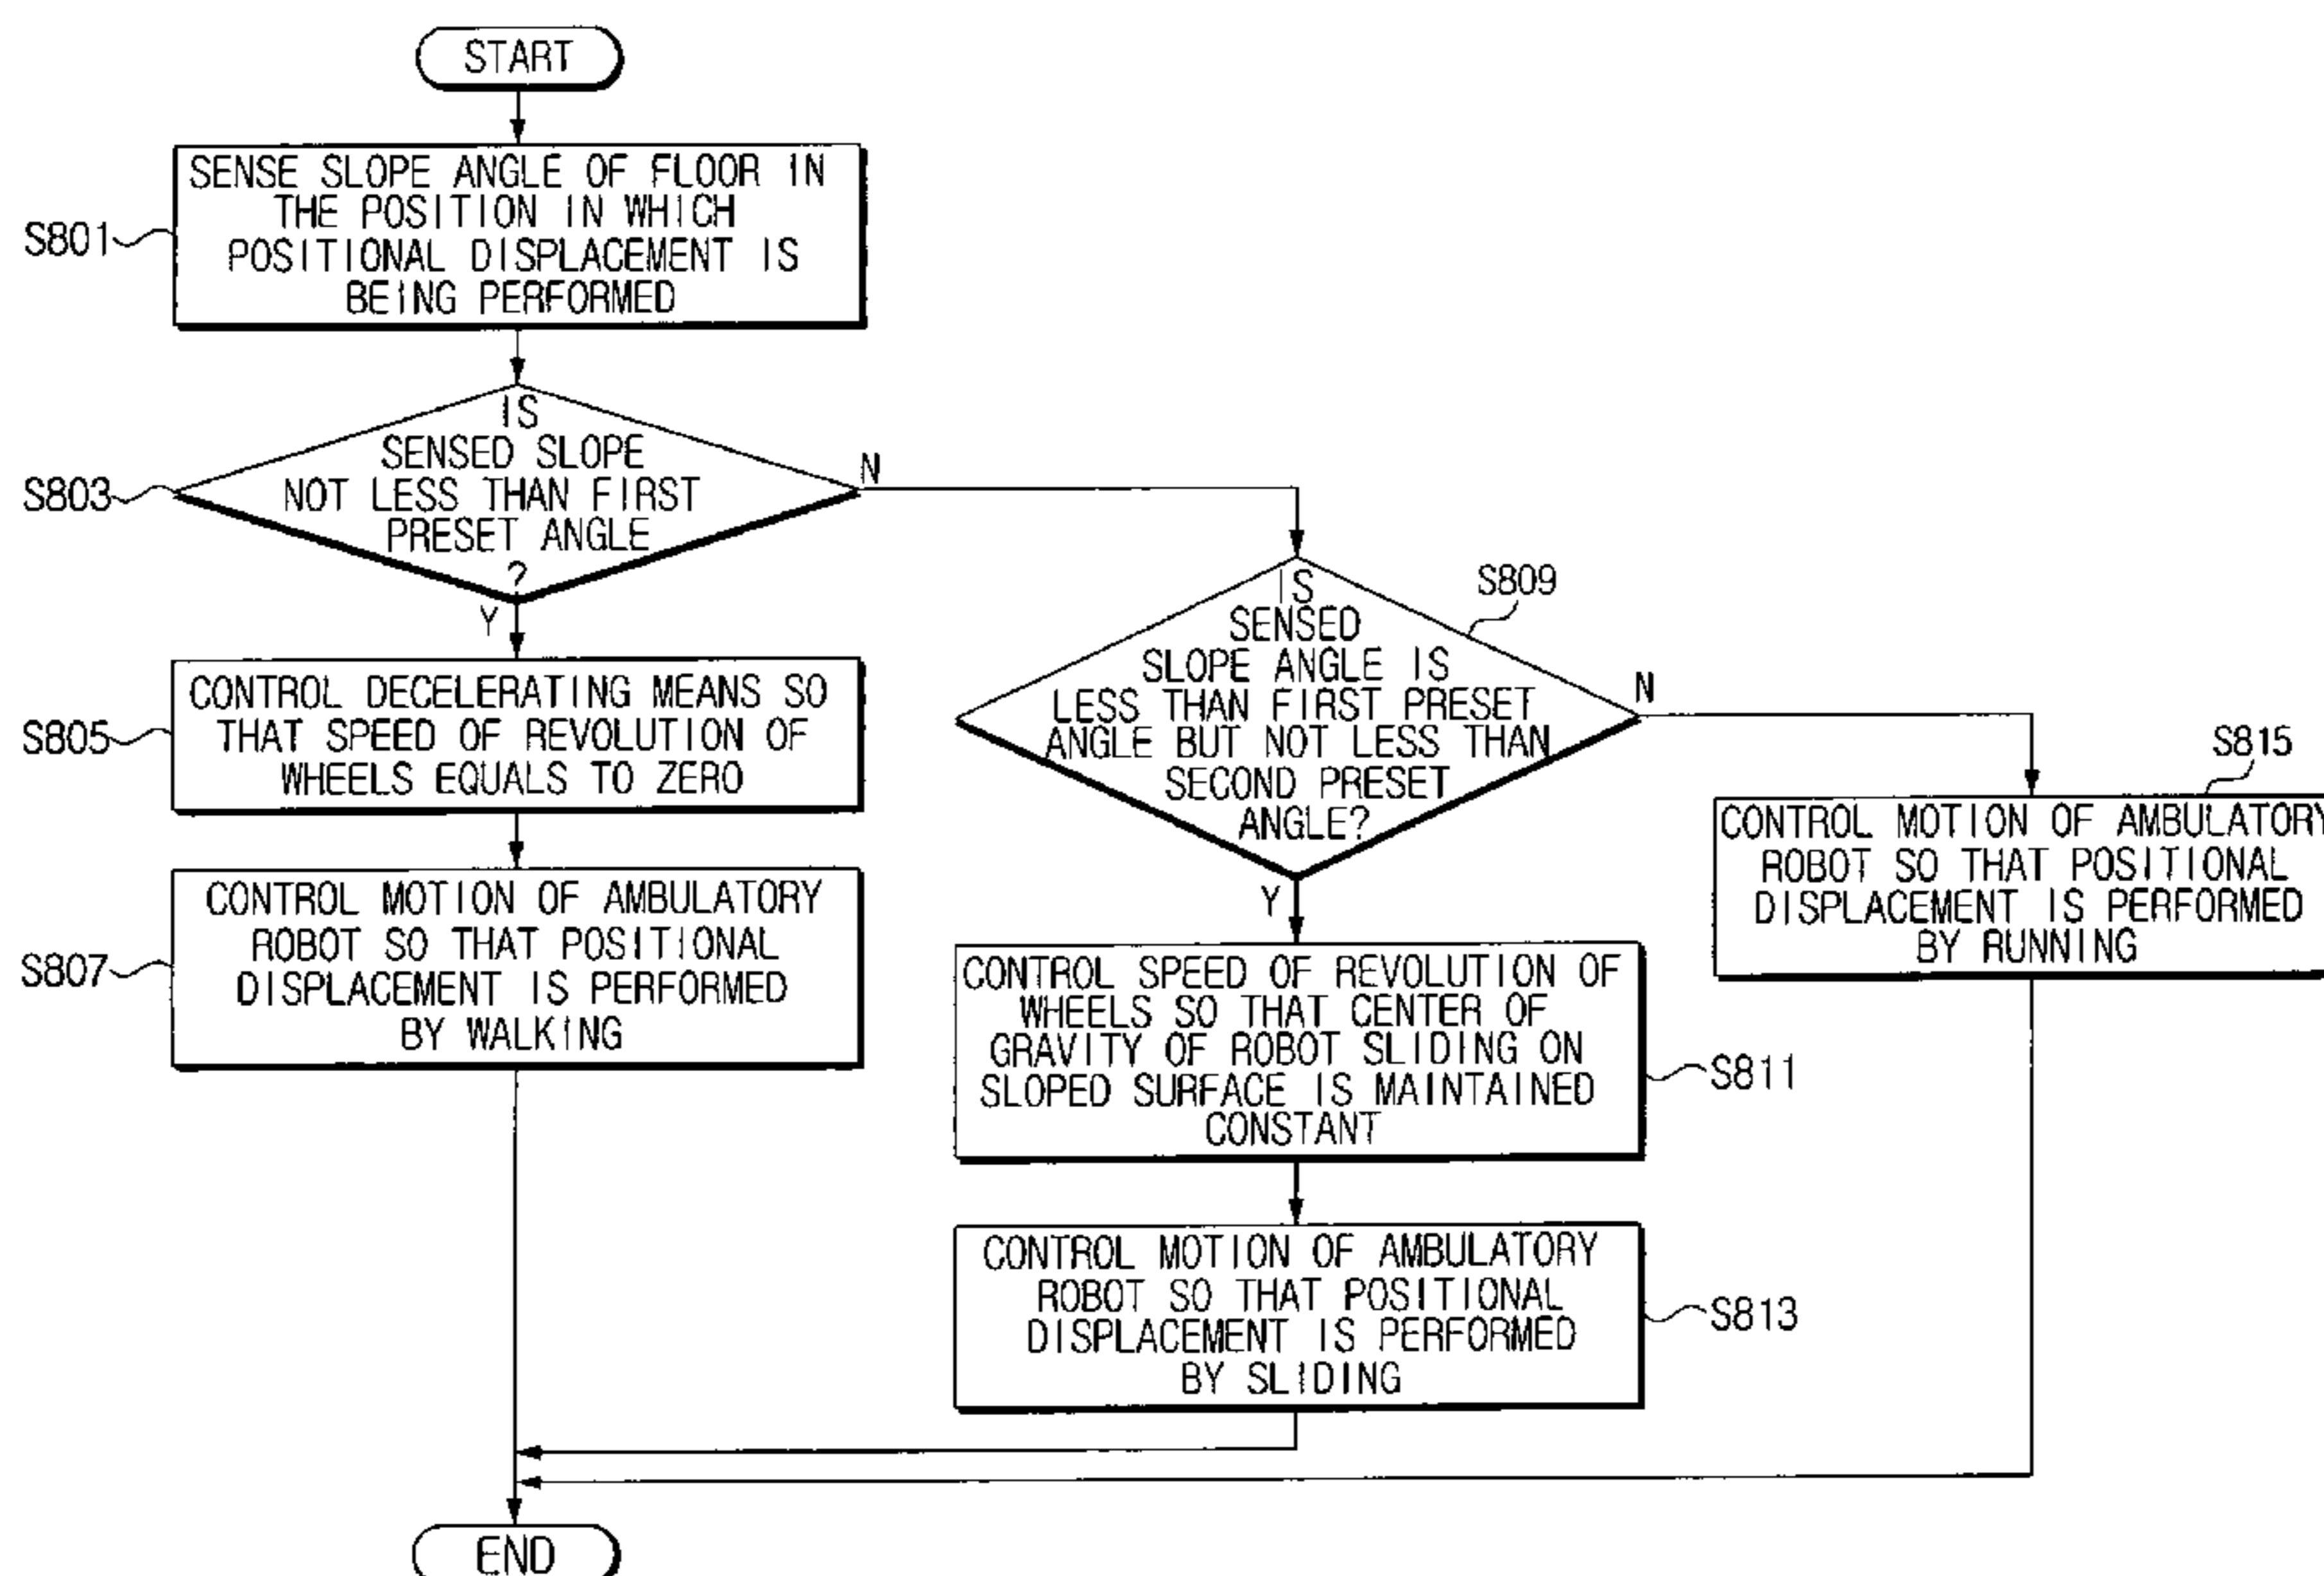 START
SENSE SLOPE ANGLE OF FLOOR IN
THE POSITION IN WHICH
POSITIONAL DISPLACEMENT IS
BEING PERFORMED
S801
IS
SENSED SLOPE
NOT LESS THAN FIRST
PRESET ANGLE
?
S803
N
Y
CONTROL DECELERATING MEANS SO
THAT SPEED OF REVOLUTION OF
WHEELS EQUALS TO ZERO
S805
CONTROL MOTION OF AMBULATORY
ROBOT SO THAT POSITIONAL
DISPLACEMENT IS PERFORMED
BY WALKING
S807
IS
SENSED
SLOPE ANGLE IS
LESS THAN FIRST PRESET
ANGLE BUT NOT LESS THAN
SECOND PRESET
ANGLE?
S809
N
Y
CONTROL SPEED OF REVOLUTION OF
WHEELS SO THAT CENTER OF
GRAVITY OF ROBOT SLIDING ON
SLOPED SURFACE IS MAINTAINED
CONSTANT
S811
CONTROL MOTION OF AMBULATORY
ROBOT SO THAT POSITIONAL
DISPLACEMENT IS PERFORMED
BY SLIDING
S813
S815
CONTROL MOTION OF AMBULATORY
ROBOT SO THAT POSITIONAL
DISPLACEMENT IS PERFORMED
BY RUNNING
END